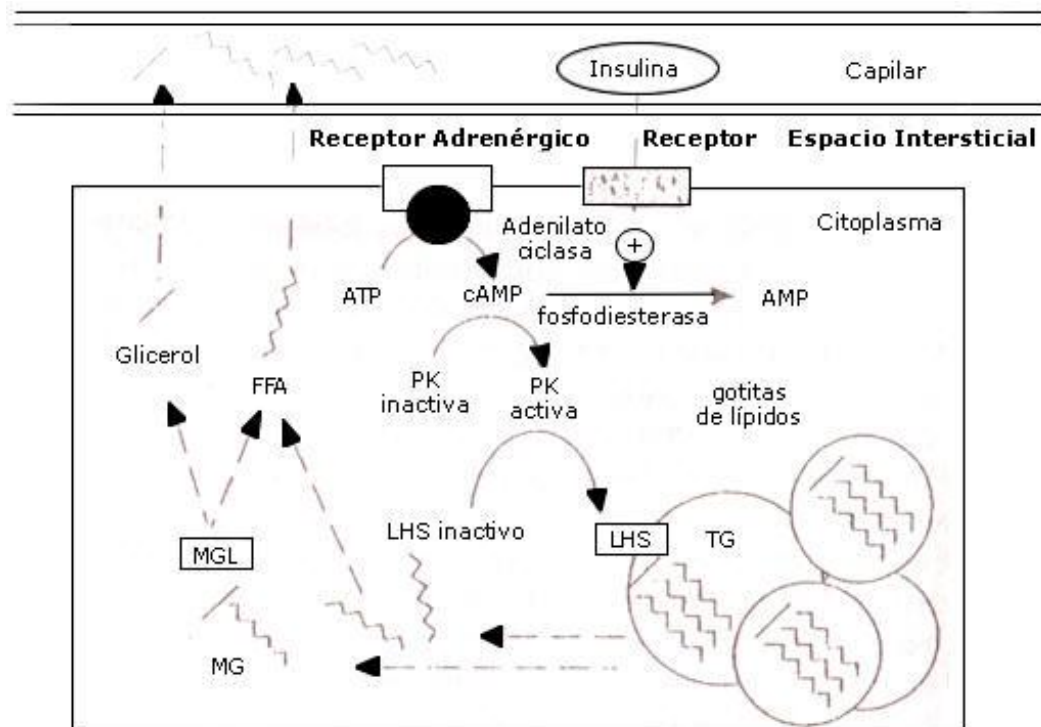 Insulina
Capilar
Receptor Adrenérgico
Receptor
Espacio Intersticial
Citoplasma
Adenilato
ciclasa
+
ATP
cAMP
AMP
fosfodiesterasa
Glicerol
FFA
PK
inactiva
PK
activa
gotitas
de lípidos
LHS inactivo
LHS
TG
MGL
MG